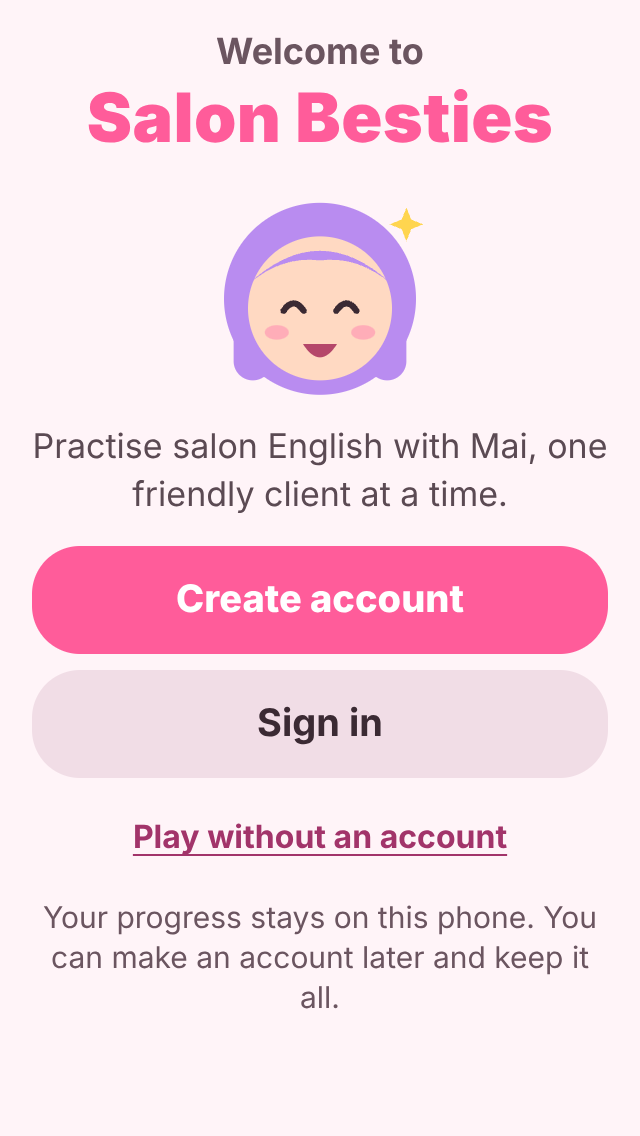 Welcome to
Salon Besties
Practise salon English with Mai, one
friendly client at a time.
Create account
Sign in
Play without an account
Your progress stays on this phone. You
can make an account later and keep it
all.